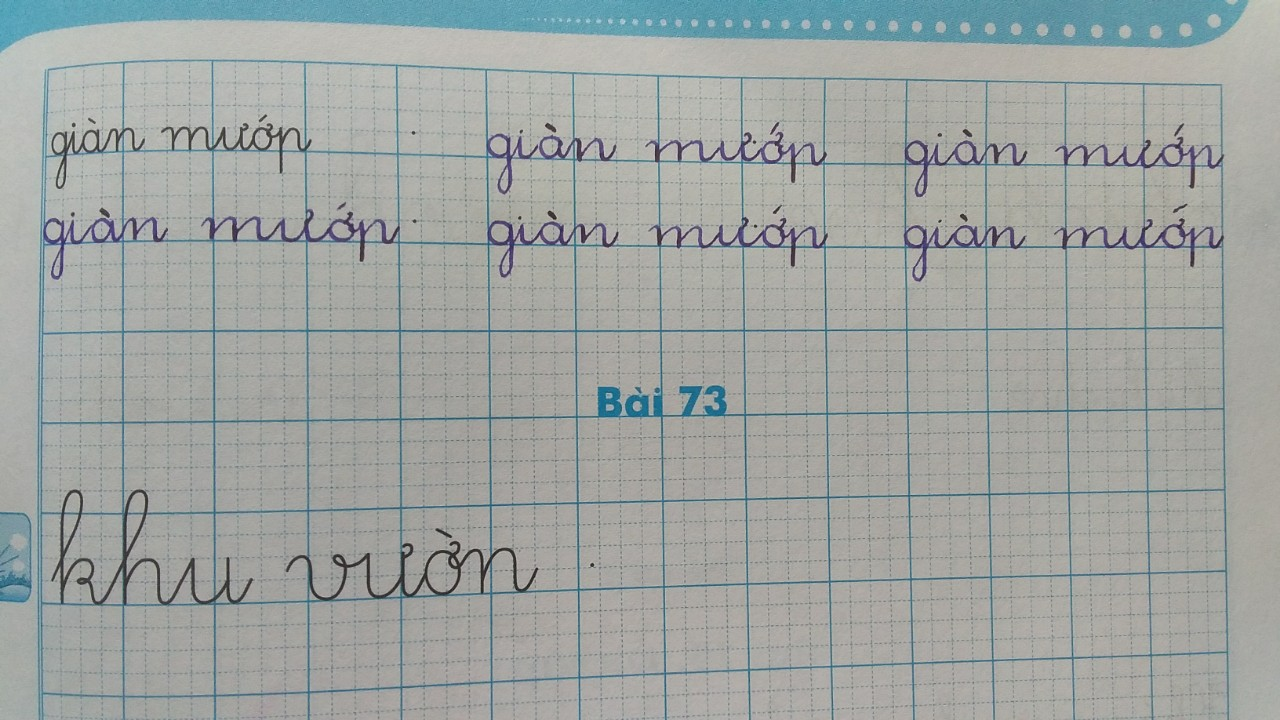 giàn mướp . giàn mướp giàn mướp
giàn mướp . giàn mướp giàn mướp
Bài 73
khu vườn .